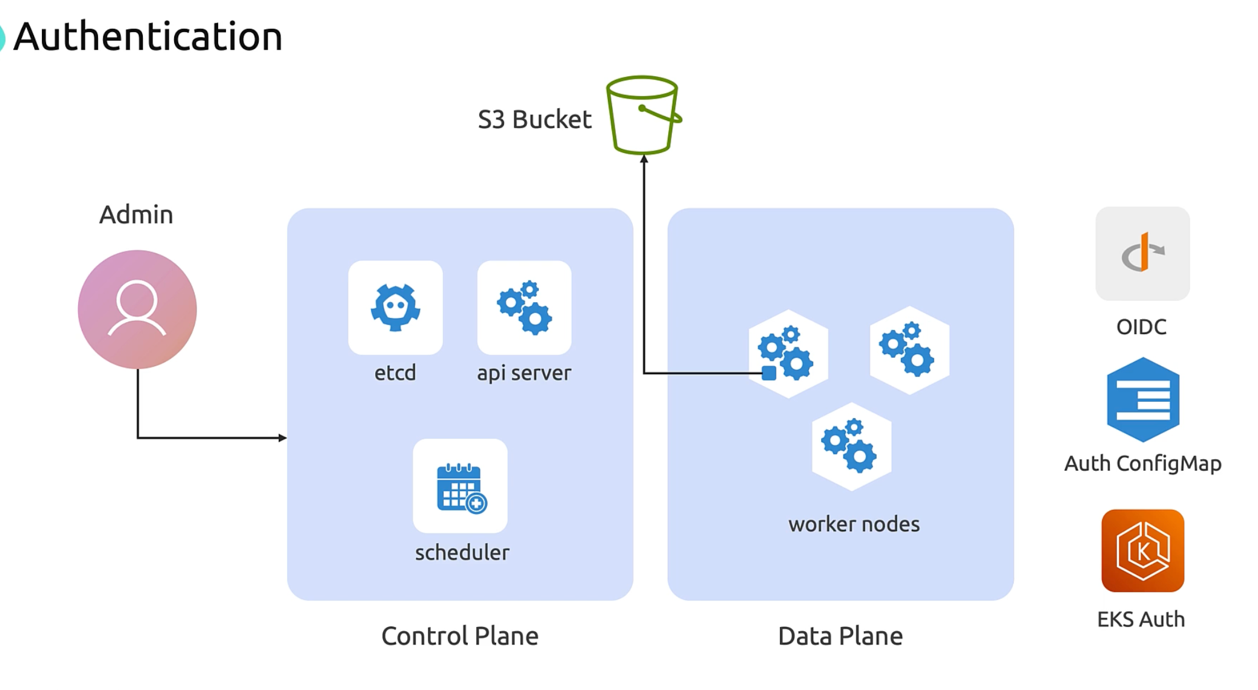 Authentication
S3 Bucket
Admin
etcd
api server
scheduler
Control Plane
worker nodes
Data Plane
OIDC
Auth ConfigMap
K
EKS Auth